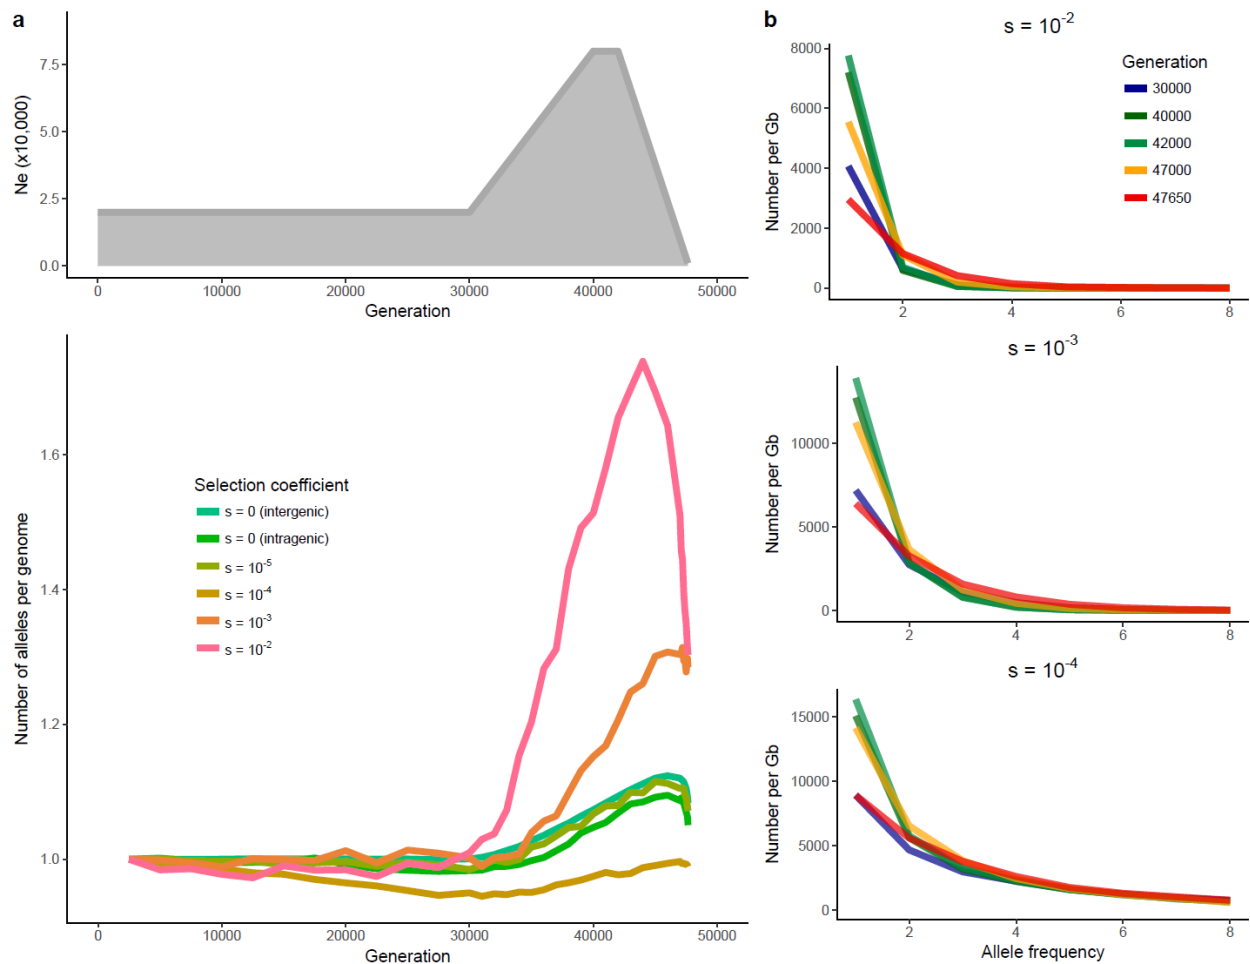 a
Ne (x10,000)
7.5
5.0
2.5
0.0
0
10000
20000
30000
40000
50000
Generation
Number of alleles per genome
1.6
1.4
1.2
1.0
Selection coefficient
s = 0 (intergenic)
s = 0 (intragenic)
s = 10⁻⁵
s = 10⁻⁴
s = 10⁻³
s = 10⁻²
0
10000
20000
30000
40000
50000
Generation
b
s = 10⁻²
Number per Gb
8000
6000
4000
2000
0
Generation
30000
40000
42000
47000
47650
2
4
6
8
s = 10⁻³
Number per Gb
10000
5000
0
2
4
6
8
s = 10⁻⁴
Number per Gb
15000
10000
5000
0
2
4
6
8
Allele frequency